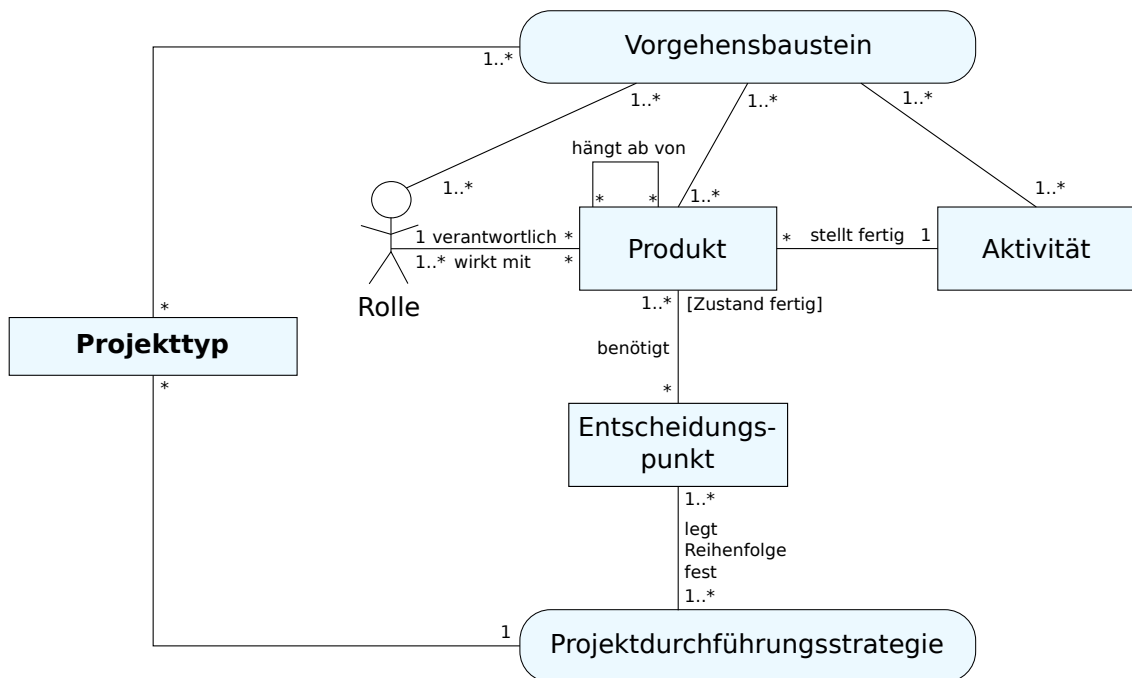 Vorgehensbaustein
1..*
1..*
1..*
1..*
hängt ab von
1..*
*
*
1..*
1..*
1 verantwortlich *
1..* wirkt mit *
Rolle
Produkt
* stellt fertig 1
Aktivität
1..* [Zustand fertig]
*
Projekttyp
*
benötigt
*
Entscheidungs-
punkt
1..*
legt
Reihenfolge
fest
1..*
1
Projektdurchführungsstrategie